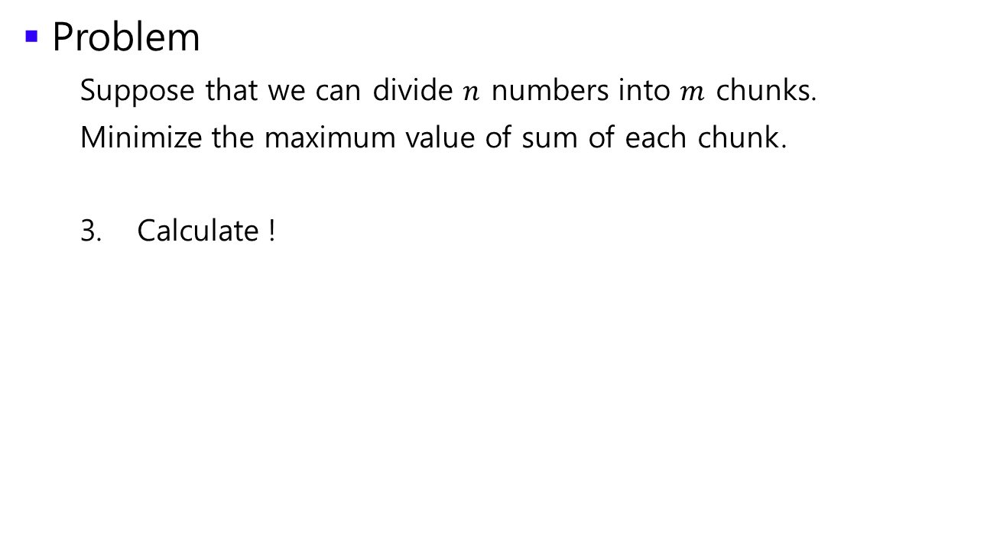 Problem
Suppose that we can divide n numbers into m chunks.
Minimize the maximum value of sum of each chunk.
3. Calculate !